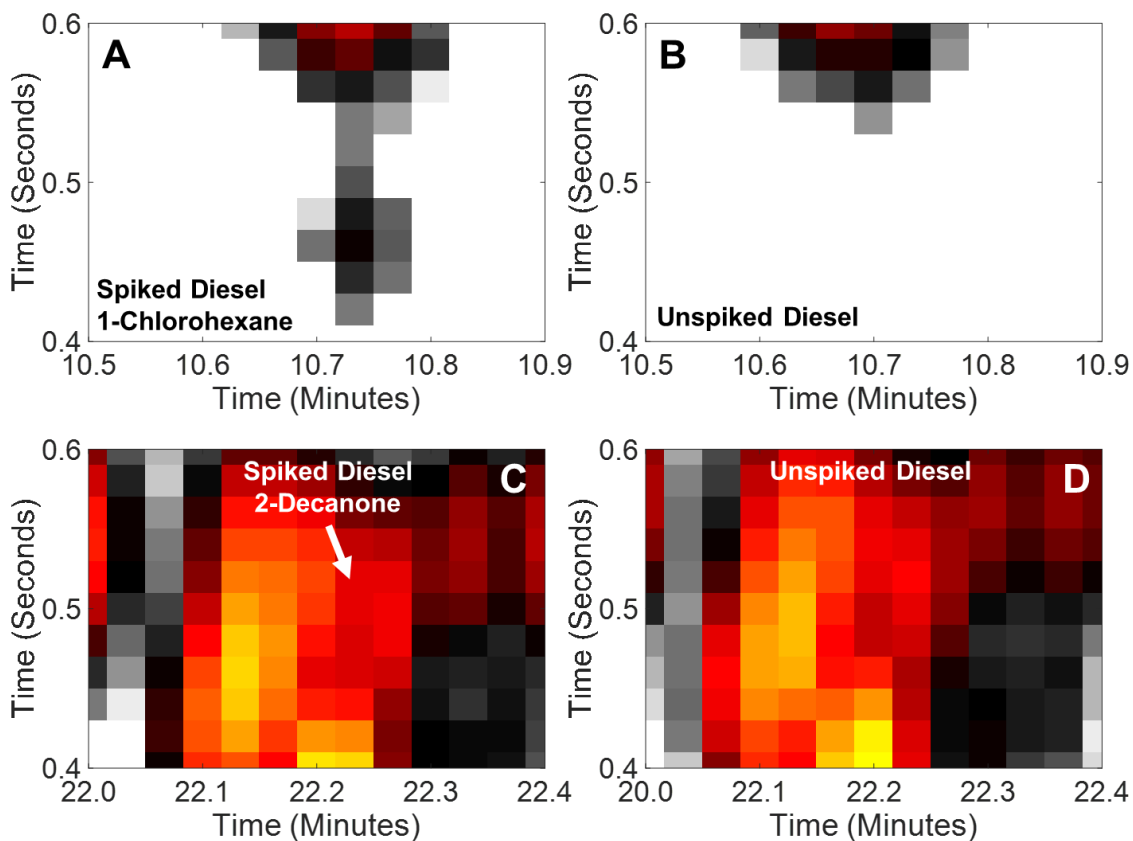 A
B
0.6
0.5
0.4
Time (Seconds)
Spiked Diesel
1-Chlorohexane
10.5 10.6 10.7 10.8 10.9
Time (Minutes)
0.6
0.5
0.4
Time (Seconds)
Unspiked Diesel
10.5 10.6 10.7 10.8 10.9
Time (Minutes)
0.6
0.5
0.4
Time (Seconds)
Spiked Diesel
2-Decanone
C
22.0 22.1 22.2 22.3 22.4
Time (Minutes)
0.6
0.5
0.4
Time (Seconds)
Unspiked Diesel
D
20.0 22.1 22.2 22.3 22.4
Time (Minutes)